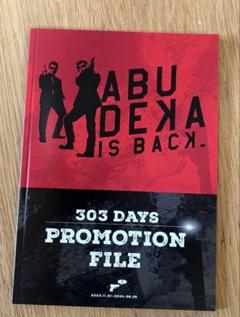 ABU
DEKA
IS BACK.
303 DAYS
PROMOTION
FILE